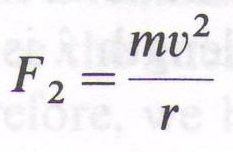 F₂ = mv²/r